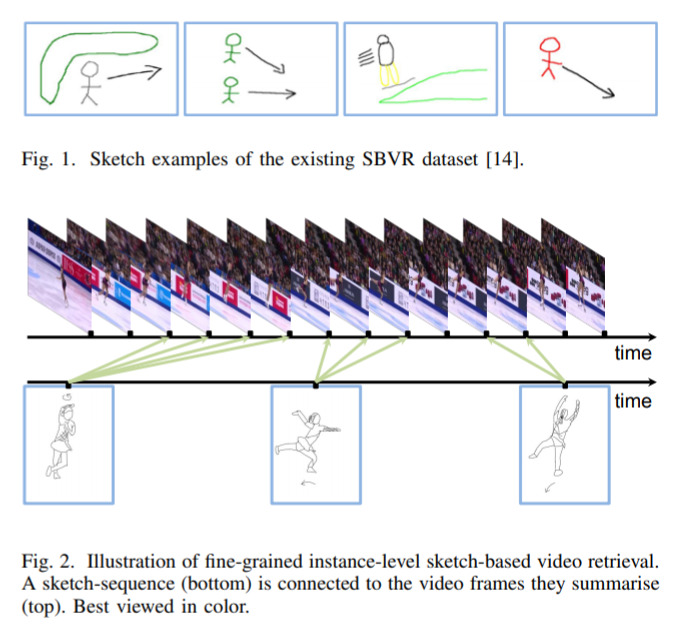 Fig. 1. Sketch examples of the existing SBVR dataset [14].
time
time
Fig. 2. Illustration of fine-grained instance-level sketch-based video retrieval.
A sketch-sequence (bottom) is connected to the video frames they summarise
(top). Best viewed in color.